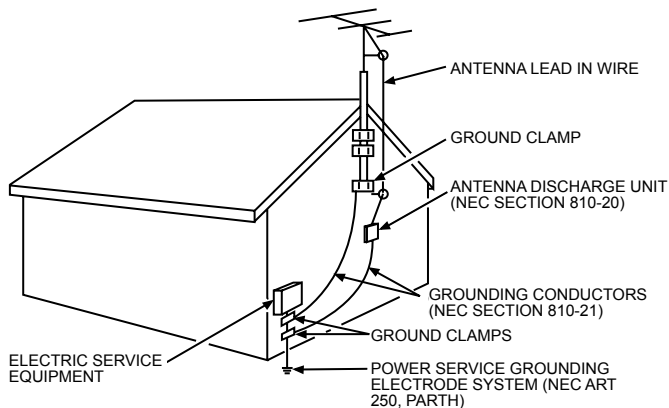 ANTENNA LEAD IN WIRE
GROUND CLAMP
ANTENNA DISCHARGE UNIT
(NEC SECTION 810-20)
GROUNDING CONDUCTORS
(NEC SECTION 810-21)
GROUND CLAMPS
ELECTRIC SERVICE
EQUIPMENT
POWER SERVICE GROUNDING
ELECTRODE SYSTEM (NEC ART
250, PARTH)